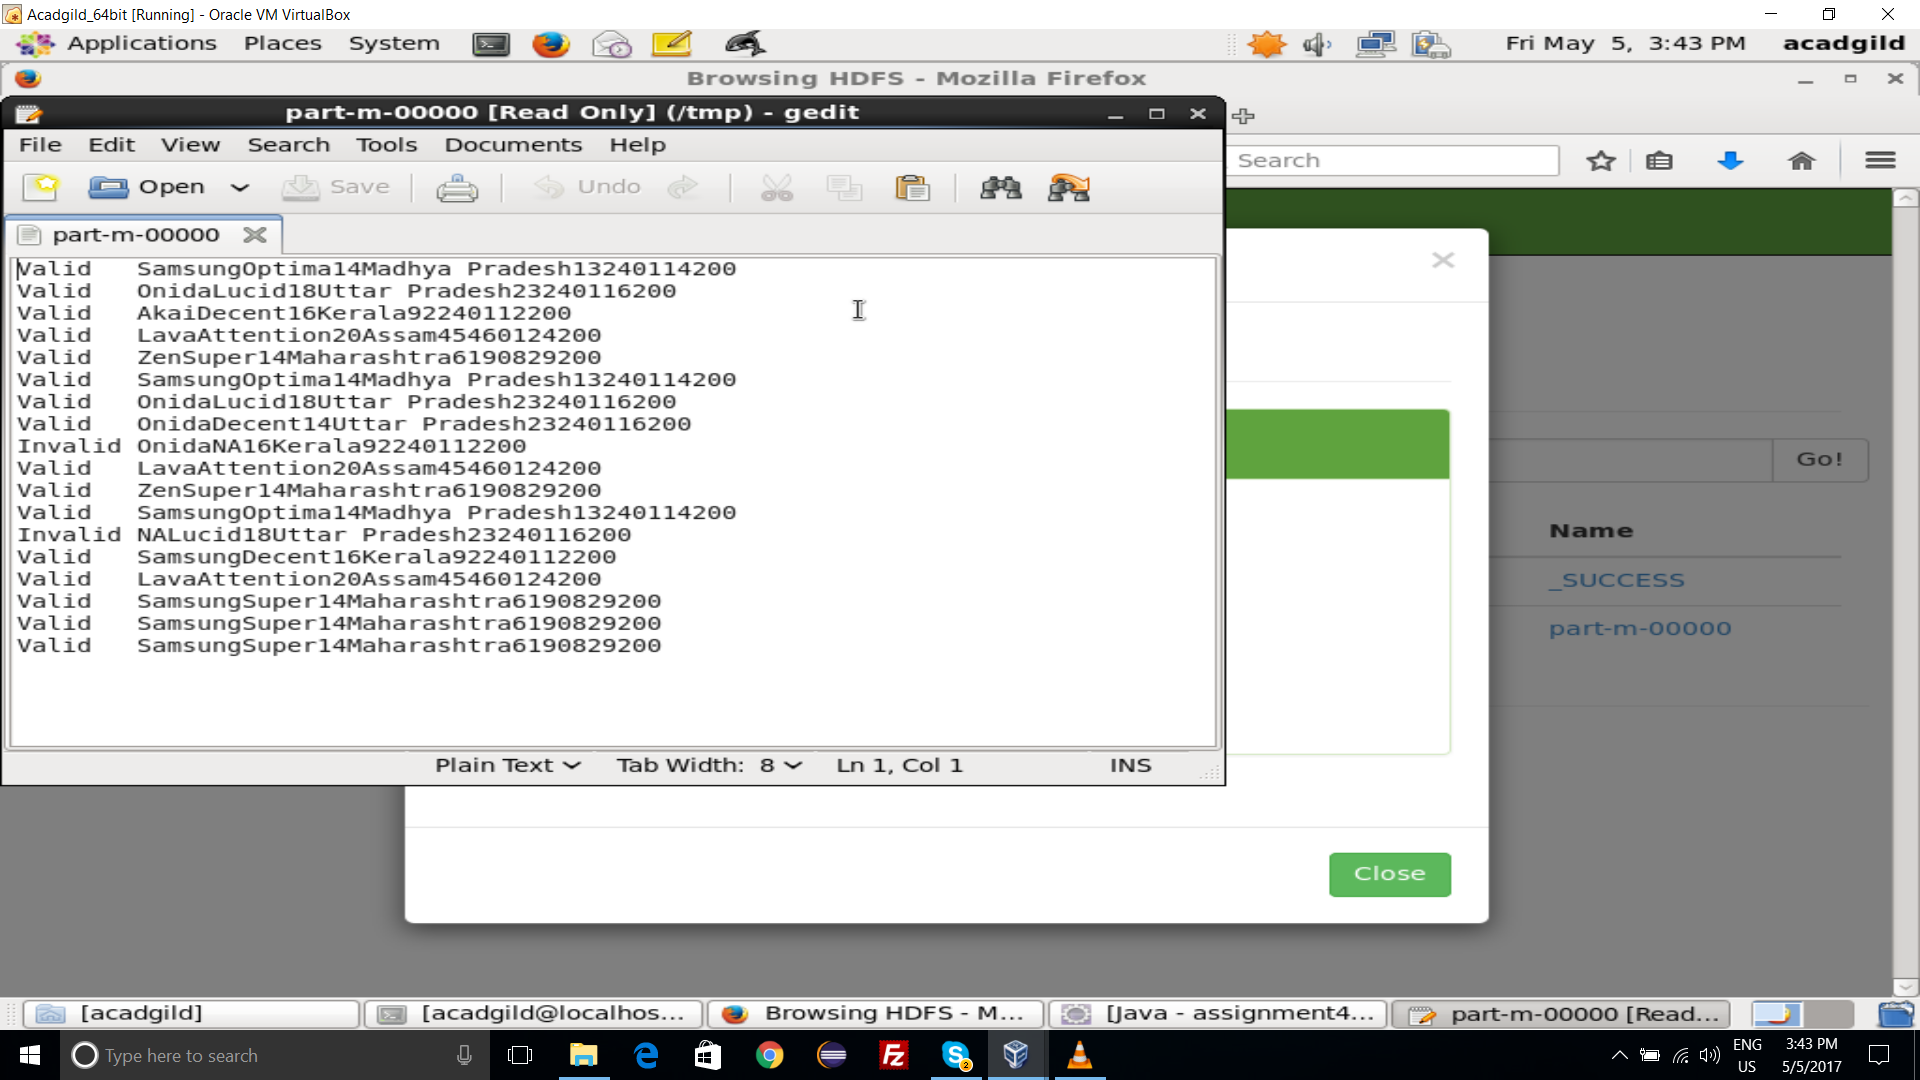 Acadgild_64bit [Running] - Oracle VM VirtualBox
Applications Places System Fri May 5, 3:43 PM acadgild
Browsing HDFS - Mozilla Firefox
part-m-00000 [Read Only] (/tmp) - gedit
File Edit View Search Tools Documents Help
Search
Open Save Undo
part-m-00000
Valid SamsungOptima14Madhya Pradesh13240114200
Valid OnidaLucid18Uttar Pradesh23240116200
Valid AkaiDecent16Kerala92240112200
Valid LavaAttention20Assam45460124200
Valid ZenSuper14Maharashtra6190829200
Valid SamsungOptima14Madhya Pradesh13240114200
Valid OnidaLucid18Uttar Pradesh23240116200
Valid OnidaDecent14Uttar Pradesh23240116200
Invalid OnidaNA16Kerala92240112200
Valid LavaAttention20Assam45460124200
Valid ZenSuper14Maharashtra6190829200
Valid SamsungOptima14Madhya Pradesh13240114200
Invalid NALucid18Uttar Pradesh23240116200
Valid SamsungDecent16Kerala92240112200
Valid LavaAttention20Assam45460124200
Valid SamsungSuper14Maharashtra6190829200
Valid SamsungSuper14Maharashtra6190829200
Valid SamsungSuper14Maharashtra6190829200
Go!
Name
_SUCCESS
part-m-00000
Plain Text Tab Width: 8 Ln 1, Col 1 INS
Close
[acadgild] [acadgild@localhos... Browsing HDFS - M... [Java - assignment4... part-m-00000 [Read...
Type here to search
ENG
US
3:43 PM
5/5/2017